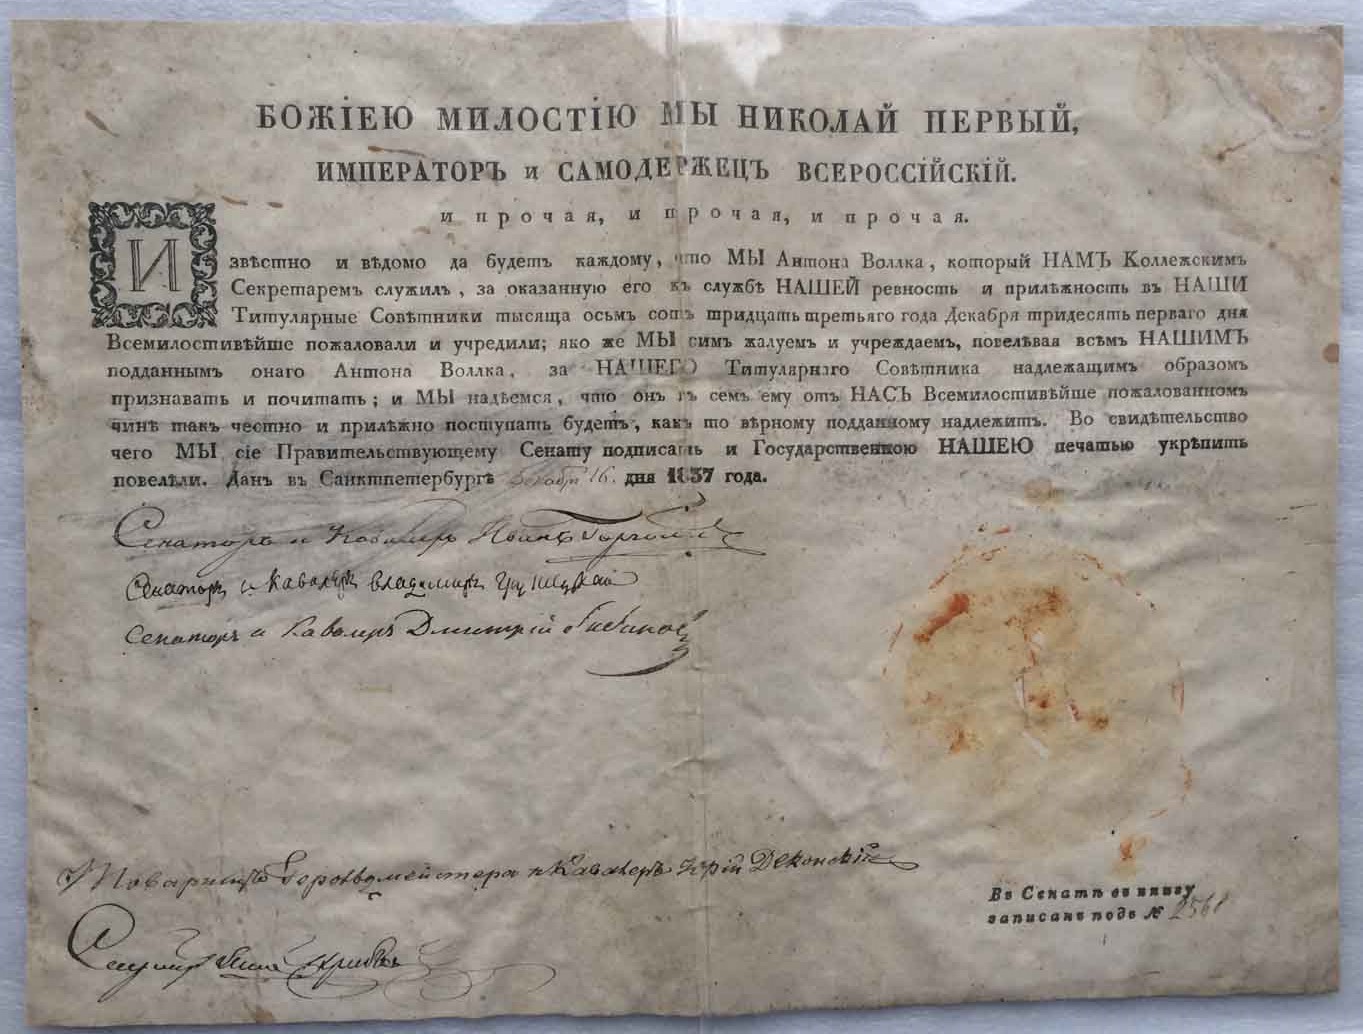 БОЖІЕЮ МИЛОСТІЮ МЫ НИКОЛАЙ ПЕРВЫЙ,
ИМПЕРАТОРЪ и САМОДЕРЖЕЦЪ ВСЕРОССІЙСКІЙ.
и прочая, и прочая, и прочая.
Извѣстно и вѣдомо да будетъ каждому, что МЫ Антона Воллка, который НАМЪ Коллежскимъ
Секретаремъ служилъ, за оказанную его къ службѣ НАШЕЙ ревность и прилѣжность въ НАШИ
Титулярные Совѣтники тысяща осьмъ сотъ тридцать третьяго года Декабря тридесять перваго дня
Всемилостивѣйше пожаловали и учредили; яко же МЫ симъ жалуемъ и учреждаемъ, повелѣвая всѣмъ НАШИМЪ
подданнымъ онаго Антона Воллка, за НАШЕГО Титулярнаго Совѣтника надлежащимъ образомъ
признавать и почитать; и МЫ надѣемся, что онъ въ семъ ему отъ НАСЪ Всемилостивѣйше пожалованномъ
чинѣ такъ честно и прилѣжно поступать будетъ, какъ то вѣрному подданному надлежитъ. Во свидѣтельство
чего МЫ сіе Правительствующему Сенату подписать и Государственною НАШЕЮ печатью укрѣпить
повелѣли. Данъ въ Санктпетербургѣ Декабря 16. дня 1837 года.
Сенаторъ и Кавалеръ Иванъ
Сенаторъ и Кавалеръ Владимиръ
Сенаторъ и Кавалеръ Дмитрій Бибиковъ
Товарищъ Герольдмейстера и Кавалеръ Юрій
Въ Сенатѣ въ книгу
записанъ подъ № 2568